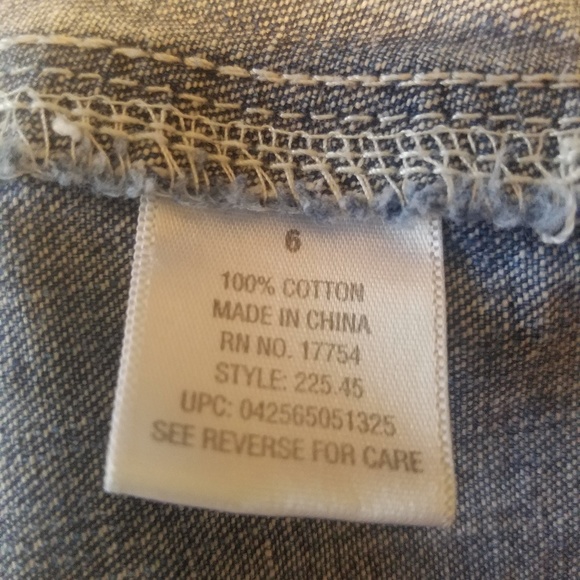 6
100% COTTON
MADE IN CHINA
RN NO. 17754
STYLE: 225.45
UPC: 042565051325
SEE REVERSE FOR CARE